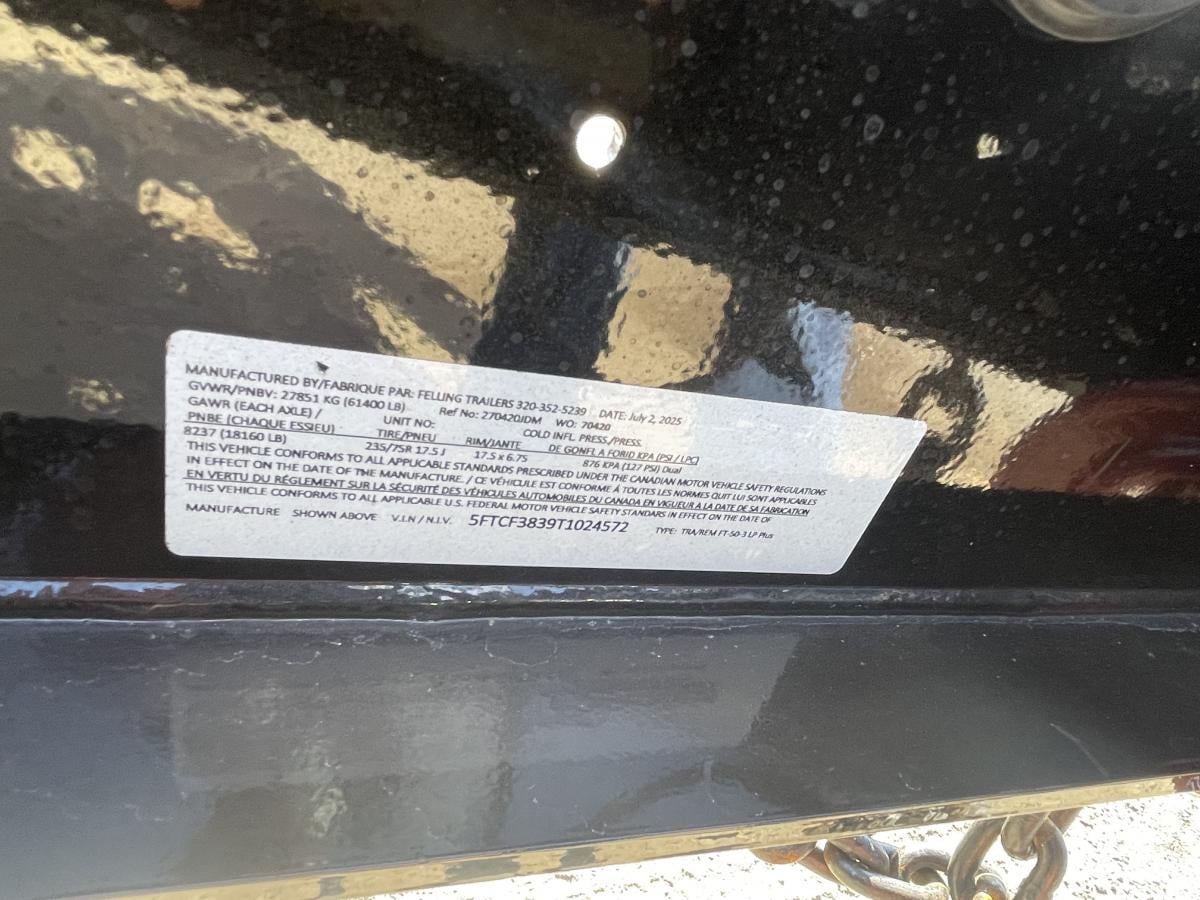 MANUFACTURED BY/FABRIQUE PAR: FELLING TRAILERS 320-352-5239 DATE: July 2, 2025
GVWR/PNBV: 27851 KG (61400 LB) Ref No: 270420JDM WO: 70420
GAWR (EACH AXLE) / UNIT NO: COLD INFL. PRESS./PRESS.
PNBE (CHAQUE ESSIEU) TIRE/PNEU RIM/JANTE DE GONFL A FORID KPA (PSI / LPC)
8237 (18160 LB) 235/75R 17.5 J 17.5 x 6.75 876 KPA (127 PSI) Dual
THIS VEHICLE CONFORMS TO ALL APPLICABLE STANDARDS PRESCRIBED UNDER THE CANADIAN MOTOR VEHICLE SAFETY REGULATIONS
IN EFFECT ON THE DATE OF THE MANUFACTURE. / CE VÉHICULE EST CONFORME À TOUTES LES NORMES QUIT LUI SONT APPLICABLES
EN VERTU DU RÉGLEMENT SUR LA SÉCURITÉ DES VÉHICULES AUTOMOBILES DU CANADA EN VIGUEUR A LA DATE DE SA FABRICATION
THIS VEHICLE CONFORMS TO ALL APPLICABLE U.S. FEDERAL MOTOR VEHICLE SAFETY STANDARS IN EFFECT ON THE DATE OF
MANUFACTURE SHOWN ABOVE V.I.N / N.I.V. 5FTCF3839T1024572 TYPE: TRA/REM FT-50-3 LP Plus